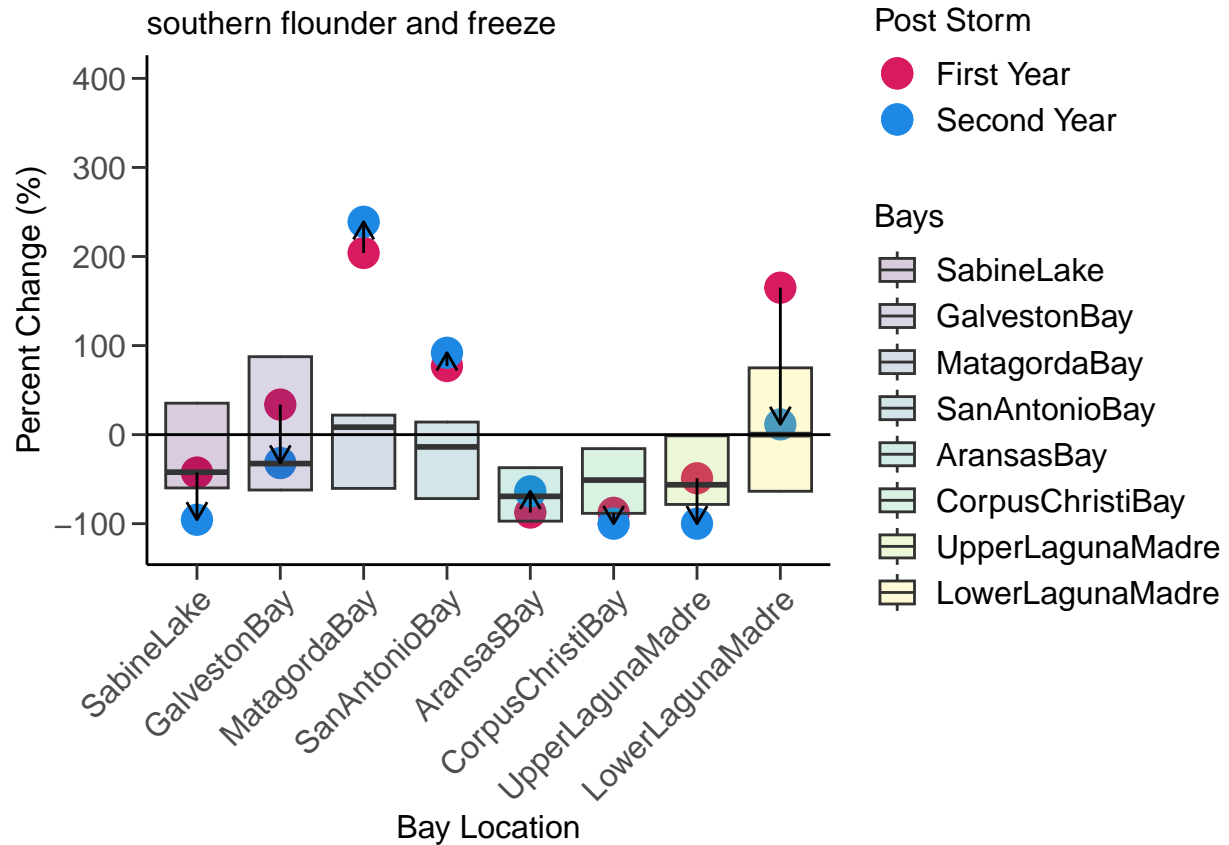 southern flounder and freeze
400
300
200
100
0
−100
Percent Change (%)
SabineLake
GalvestonBay
MatagordaBay
SanAntonioBay
AransasBay
CorpusChristiBay
UpperLagunaMadre
LowerLagunaMadre
Bay Location
Post Storm
First Year
Second Year
Bays
SabineLake
GalvestonBay
MatagordaBay
SanAntonioBay
AransasBay
CorpusChristiBay
UpperLagunaMadre
LowerLagunaMadre